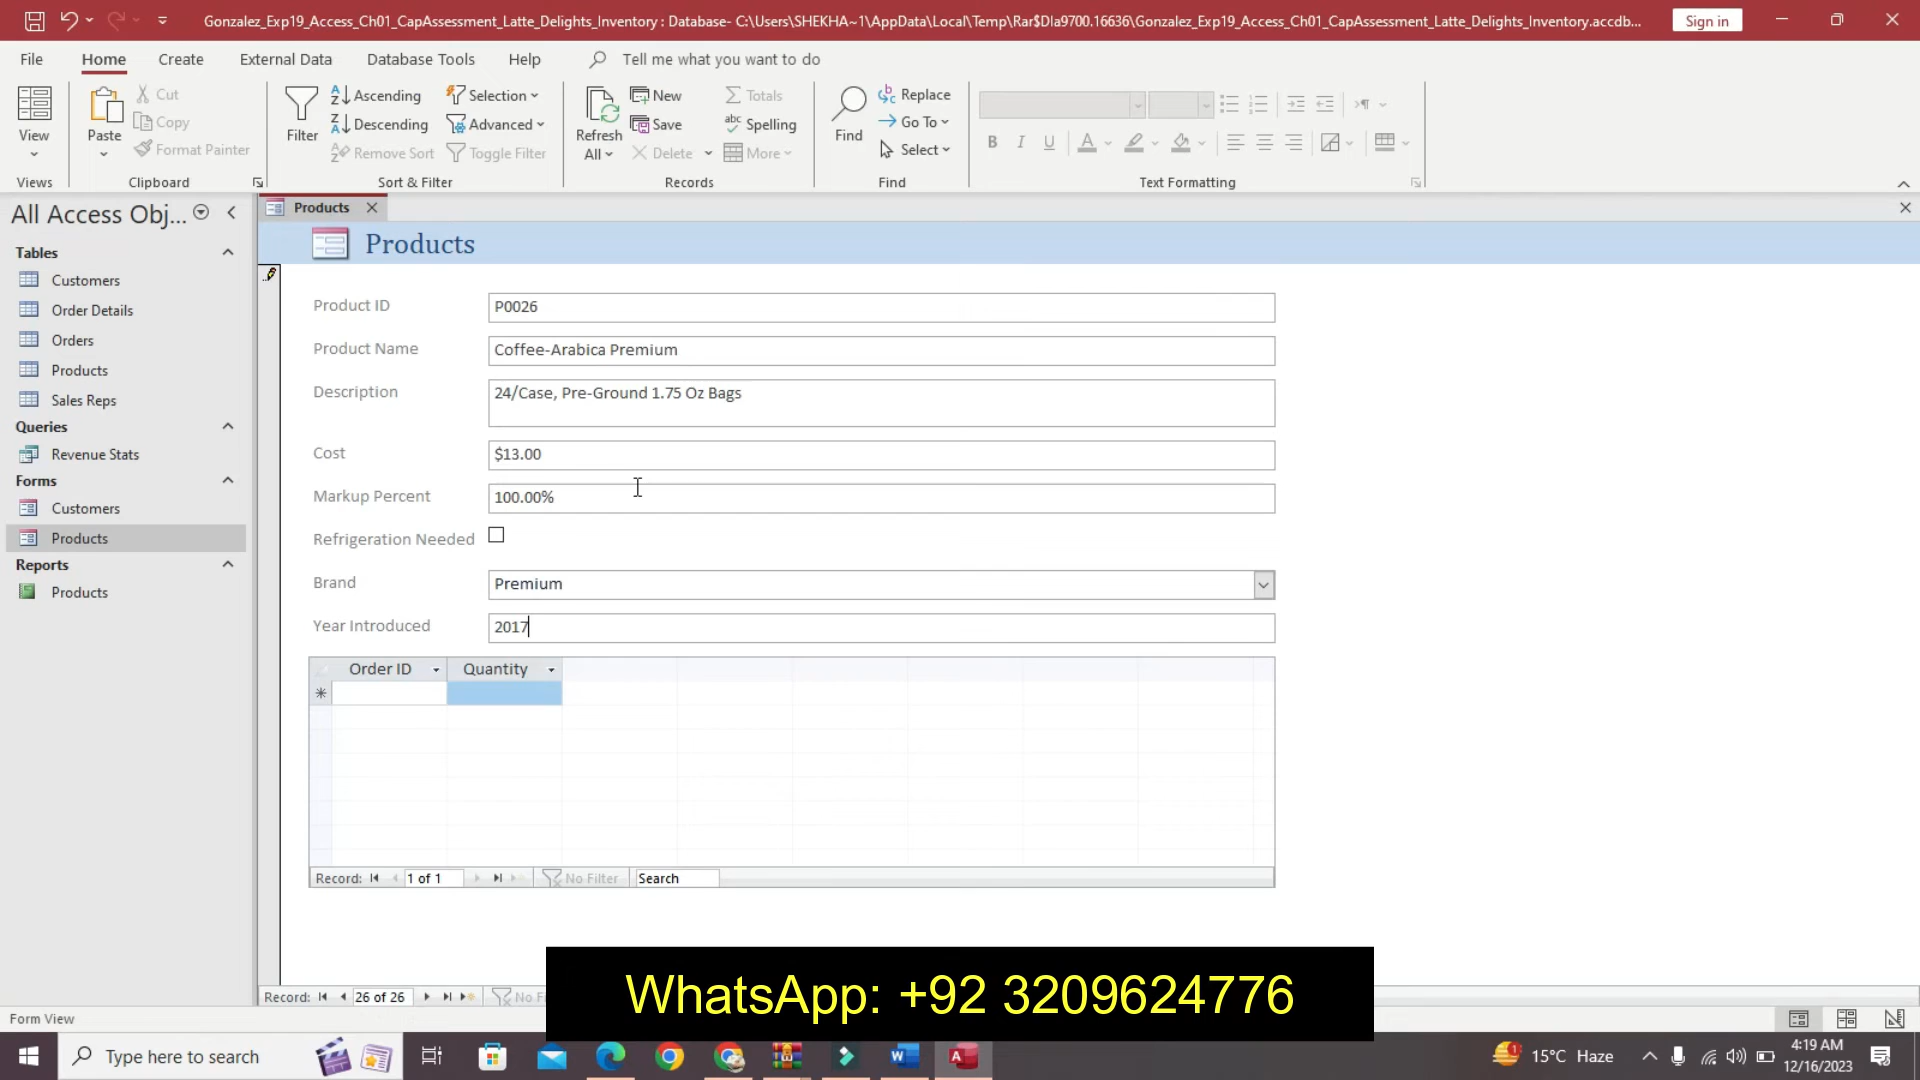 Gonzalez_Exp19_Access_Ch01_CapAssessment_Latte_Delights_Inventory : Database- C:\Users\SHEKHA~1\AppData\Local\Temp\Rar$DIa9700.16636\Gonzalez_Exp19_Access_Ch01_CapAssessment_Latte_Delights_Inventory.accdb...
Sign in
File Home Create External Data Database Tools Help Tell me what you want to do
View
Views
Paste
Cut
Copy
Format Painter
Clipboard
Filter
Ascending
Descending
Remove Sort
Selection
Advanced
Toggle Filter
Sort & Filter
Refresh
All
New
Save
Delete
Totals
Spelling
More
Records
Find
Replace
Go To
Select
Find
B I U A
Text Formatting
All Access Obj...
Tables
Customers
Order Details
Orders
Products
Sales Reps
Queries
Revenue Stats
Forms
Customers
Products
Reports
Products
Products
Products
Product ID P0026
Product Name Coffee-Arabica Premium
Description 24/Case, Pre-Ground 1.75 Oz Bags
Cost $13.00
Markup Percent 100.00%
Refrigeration Needed
Brand Premium
Year Introduced 2017
Order ID Quantity
Record: 1 of 1 No Filter Search
Record: 26 of 26 No Fi
WhatsApp: +92 3209624776
Form View
Type here to search
15°C Haze
4:19 AM
12/16/2023